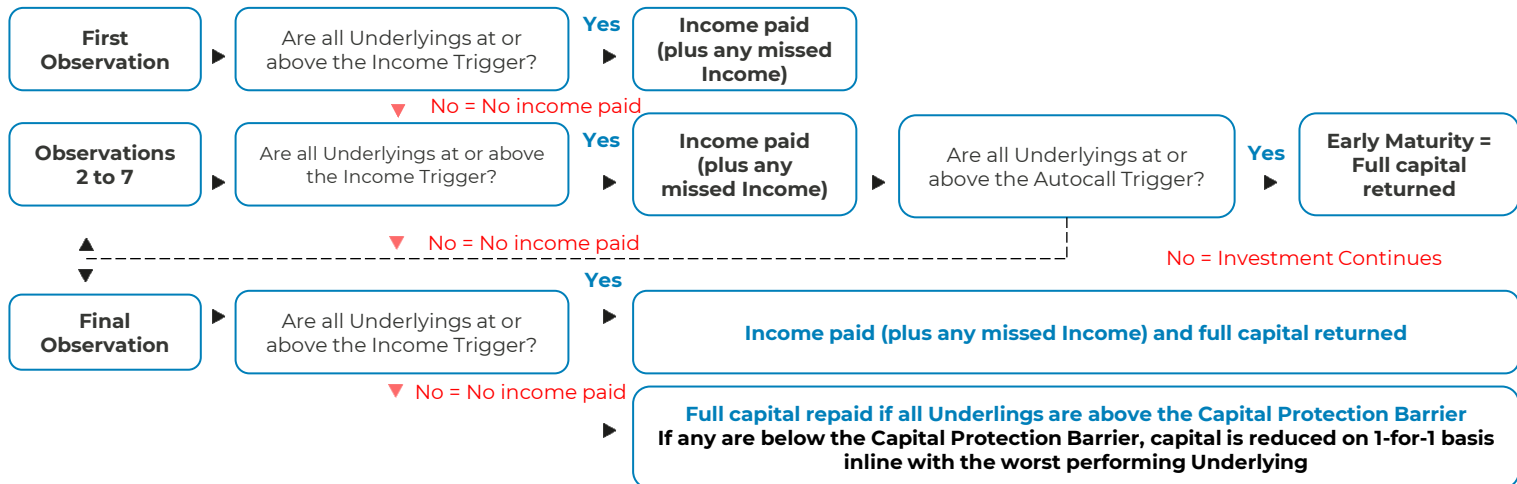 First
Observation
Are all Underlyings at or
above the Income Trigger?
Yes
Income paid
(plus any missed
Income)
No = No income paid
Observations
2 to 7
Are all Underlyings at or above
the Income Trigger?
Yes
Income paid
(plus any
missed Income)
Are all Underlyings at or
above the Autocall Trigger?
Yes
Early Maturity =
Full capital
returned
No = No income paid
No = Investment Continues
Final
Observation
Are all Underlyings at or
above the Income Trigger?
Yes
Income paid (plus any missed Income) and full capital returned
No = No income paid
Full capital repaid if all Underlings are above the Capital Protection Barrier
If any are below the Capital Protection Barrier, capital is reduced on 1-for-1 basis
inline with the worst performing Underlying